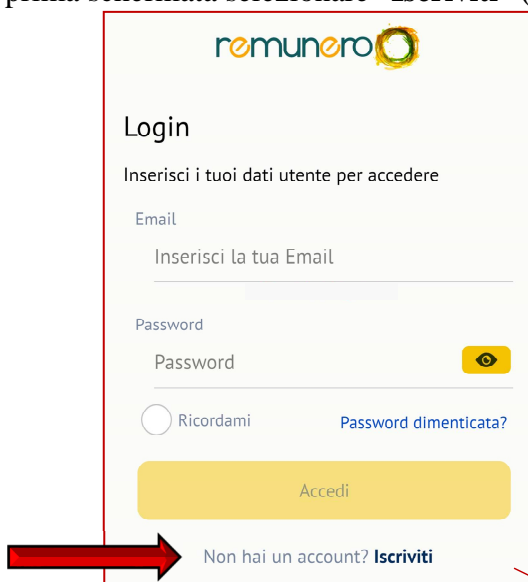 prima schermata selezionare "Iscriviti" (
remunero
Login
Inserisci i tuoi dati utente per accedere
Email
Inserisci la tua Email
Password
Password
Ricordami
Password dimenticata?
Accedi
Non hai un account? Iscriviti